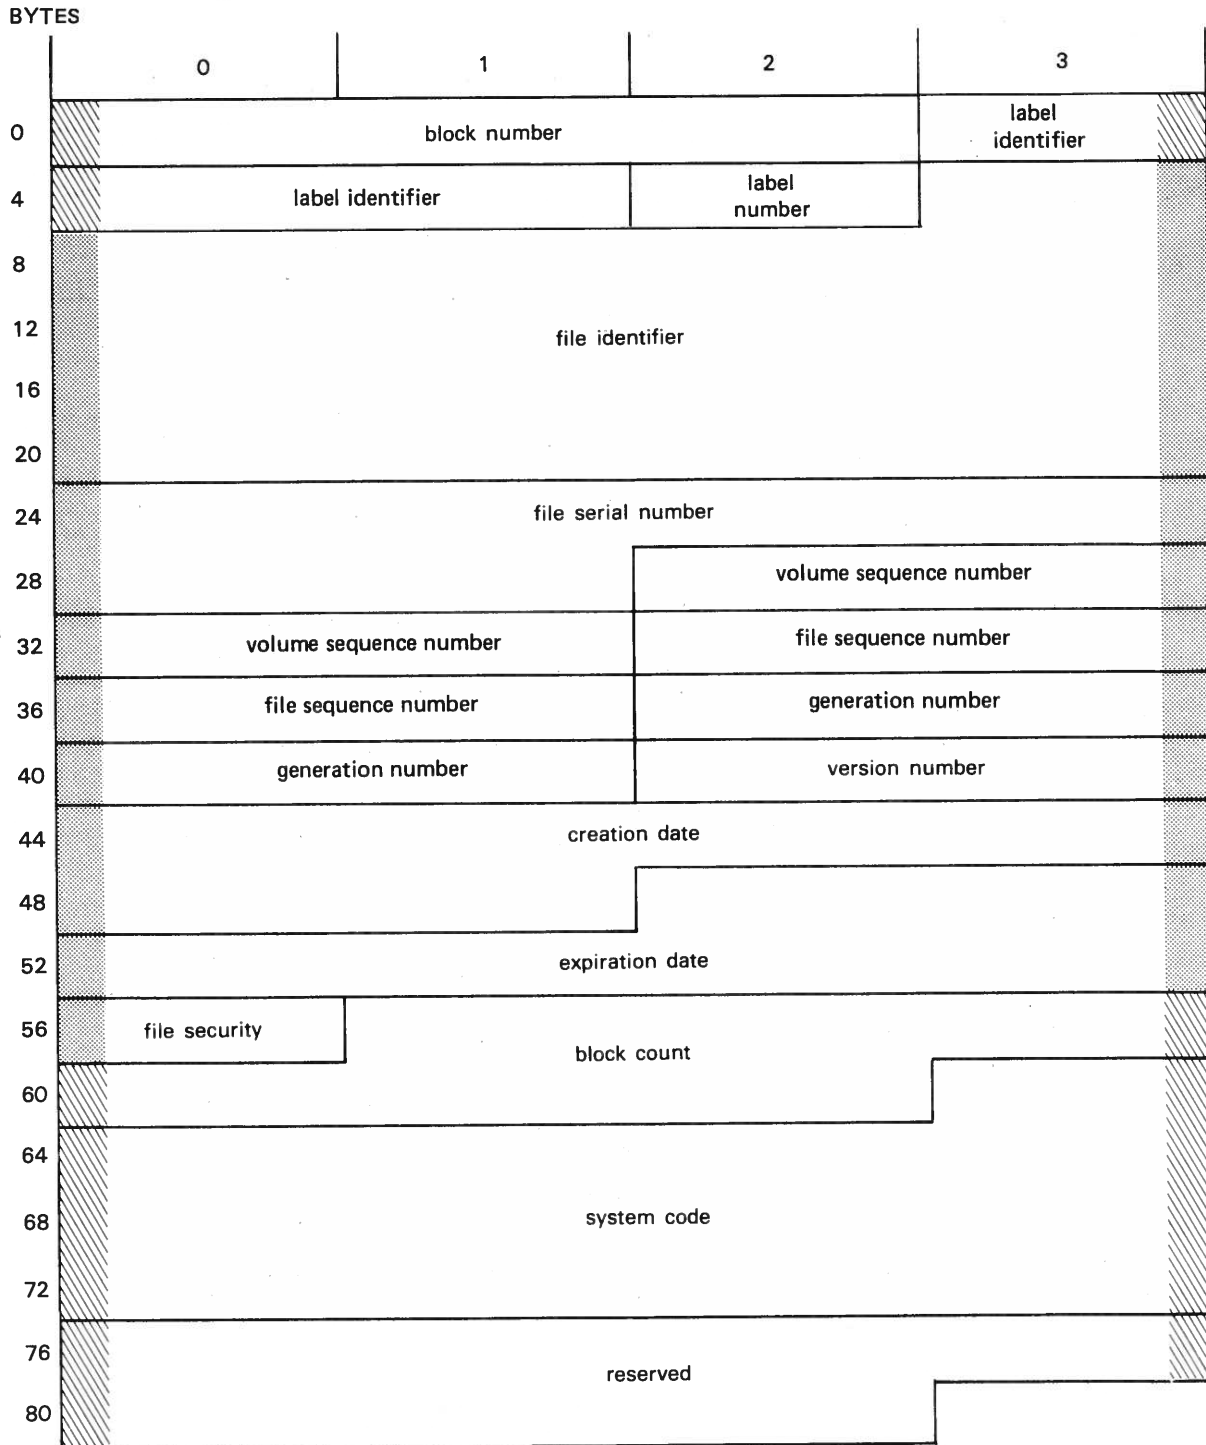 BYTES
0 1 2 3
0 block number label identifier
4 label identifier label number
8
12 file identifier
16
20
24 file serial number
28 volume sequence number
32 volume sequence number file sequence number
36 file sequence number generation number
40 generation number version number
44 creation date
48
52 expiration date
56 file security
block count
60
64
68 system code
72
76
reserved
80